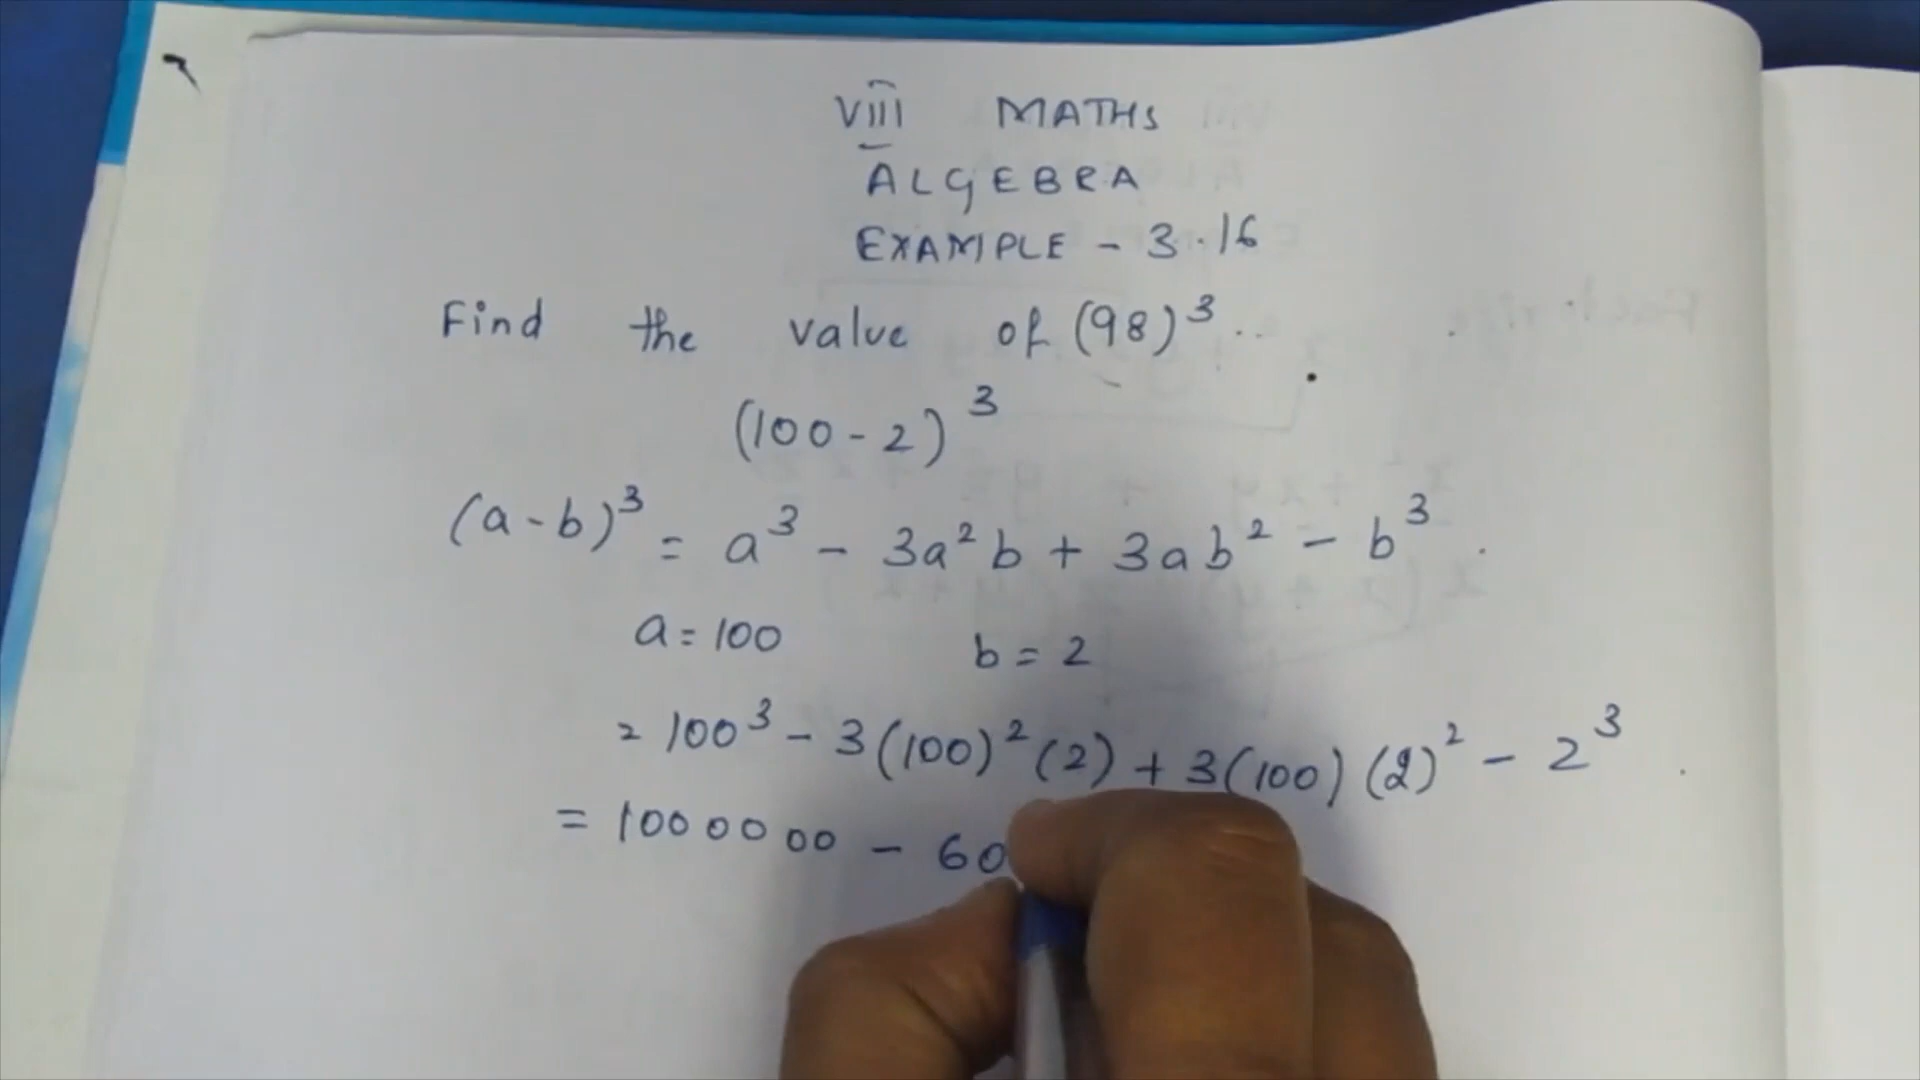 VIII MATHS
ALGEBRA
EXAMPLE - 3.16
Find the value of (98)³.
(100-2)³
(a-b)³ = a³ - 3a²b + 3ab² - b³.
a = 100 b = 2
= 100³ - 3(100)²(2) + 3(100)(2)² - 2³
= 1000000 - 60